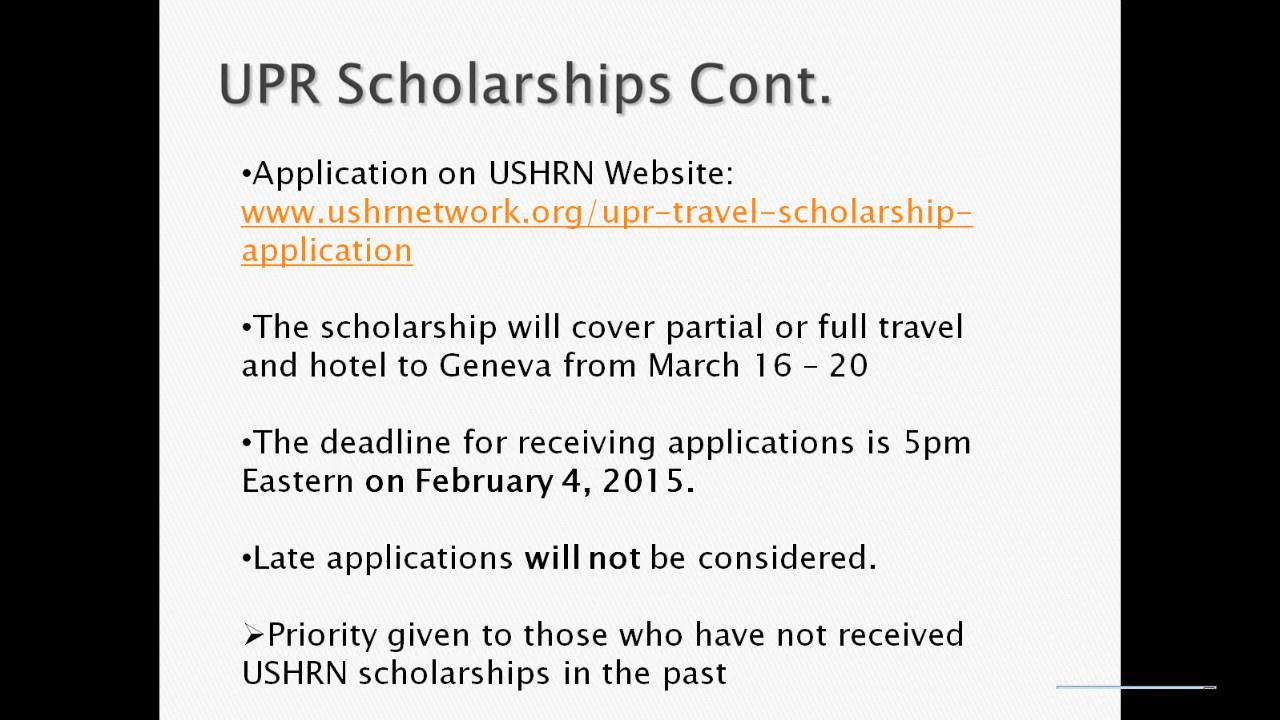 UPR Scholarships Cont.
•Application on USHRN Website:
www.ushrnetwork.org/upr-travel-scholarship-
application
•The scholarship will cover partial or full travel
and hotel to Geneva from March 16 – 20
•The deadline for receiving applications is 5pm
Eastern on February 4, 2015.
•Late applications will not be considered.
➢Priority given to those who have not received
USHRN scholarships in the past